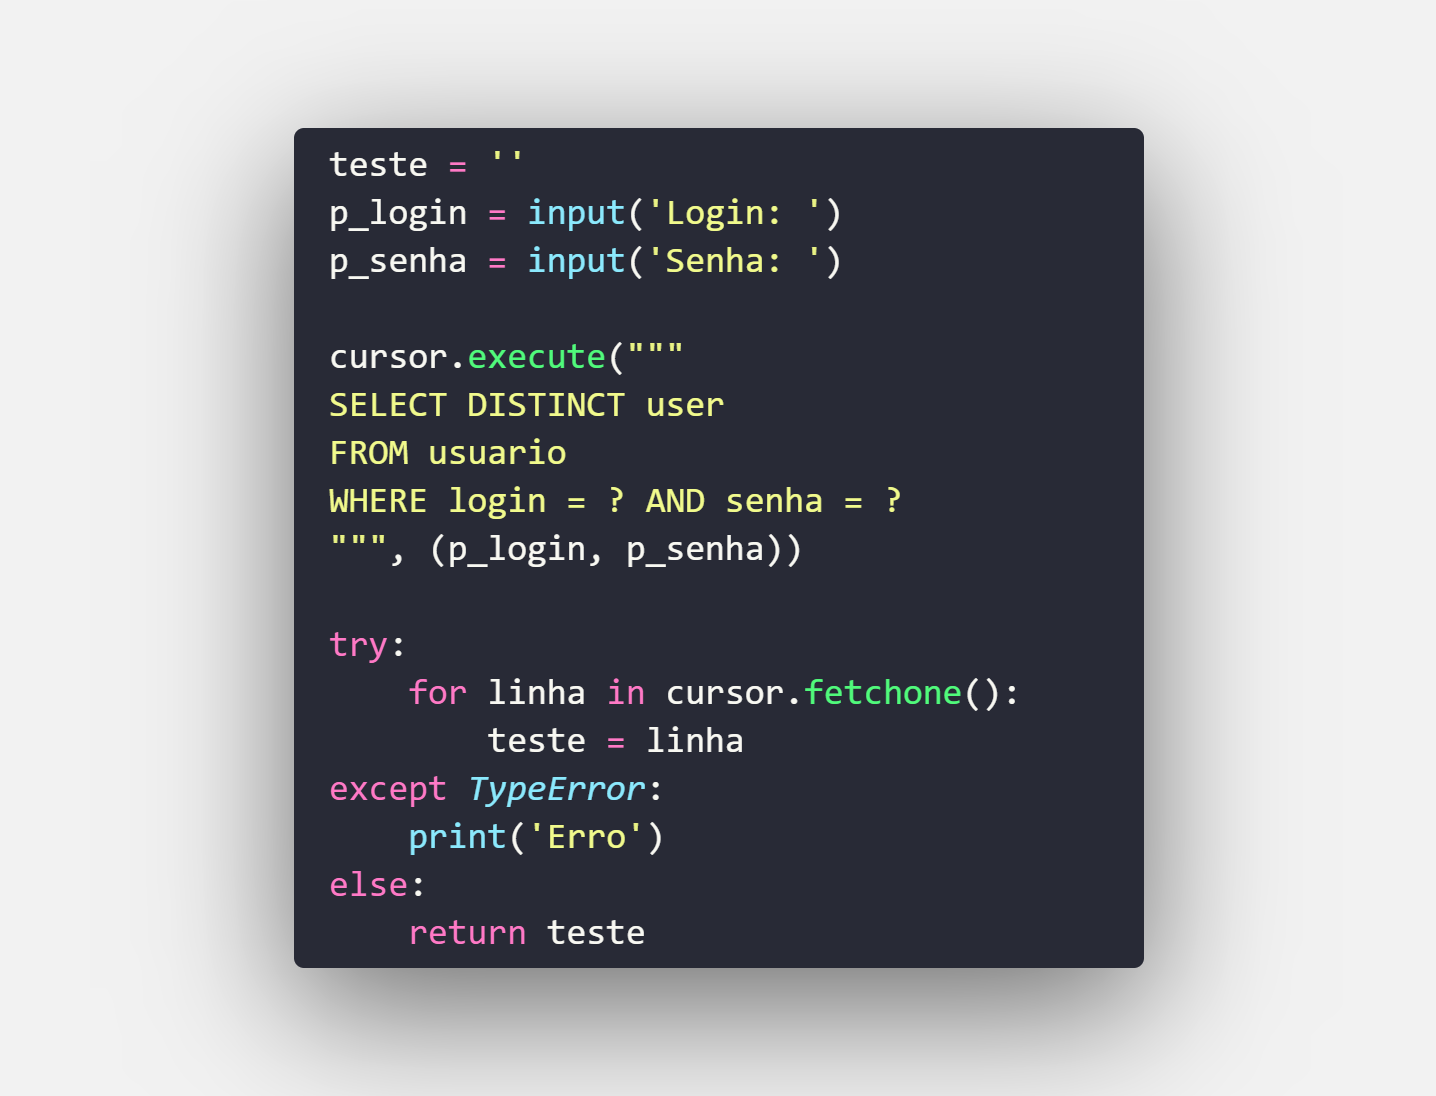 teste = ''
p_login = input('Login: ')
p_senha = input('Senha: ')

cursor.execute("""
SELECT DISTINCT user
FROM usuario
WHERE login = ? AND senha = ?
""", (p_login, p_senha))

try:
    for linha in cursor.fetchone():
        teste = linha
except TypeError:
    print('Erro')
else:
    return teste